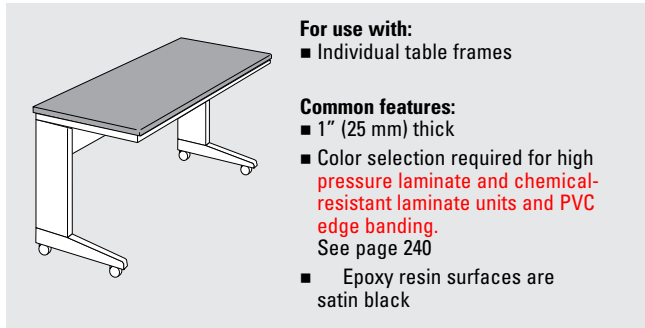 For use with:
■ Individual table frames
Common features:
■ 1” (25 mm) thick
■ Color selection required for high
pressure laminate and chemical-
resistant laminate units and PVC
edge banding.
See page 240
■ Epoxy resin surfaces are
satin black